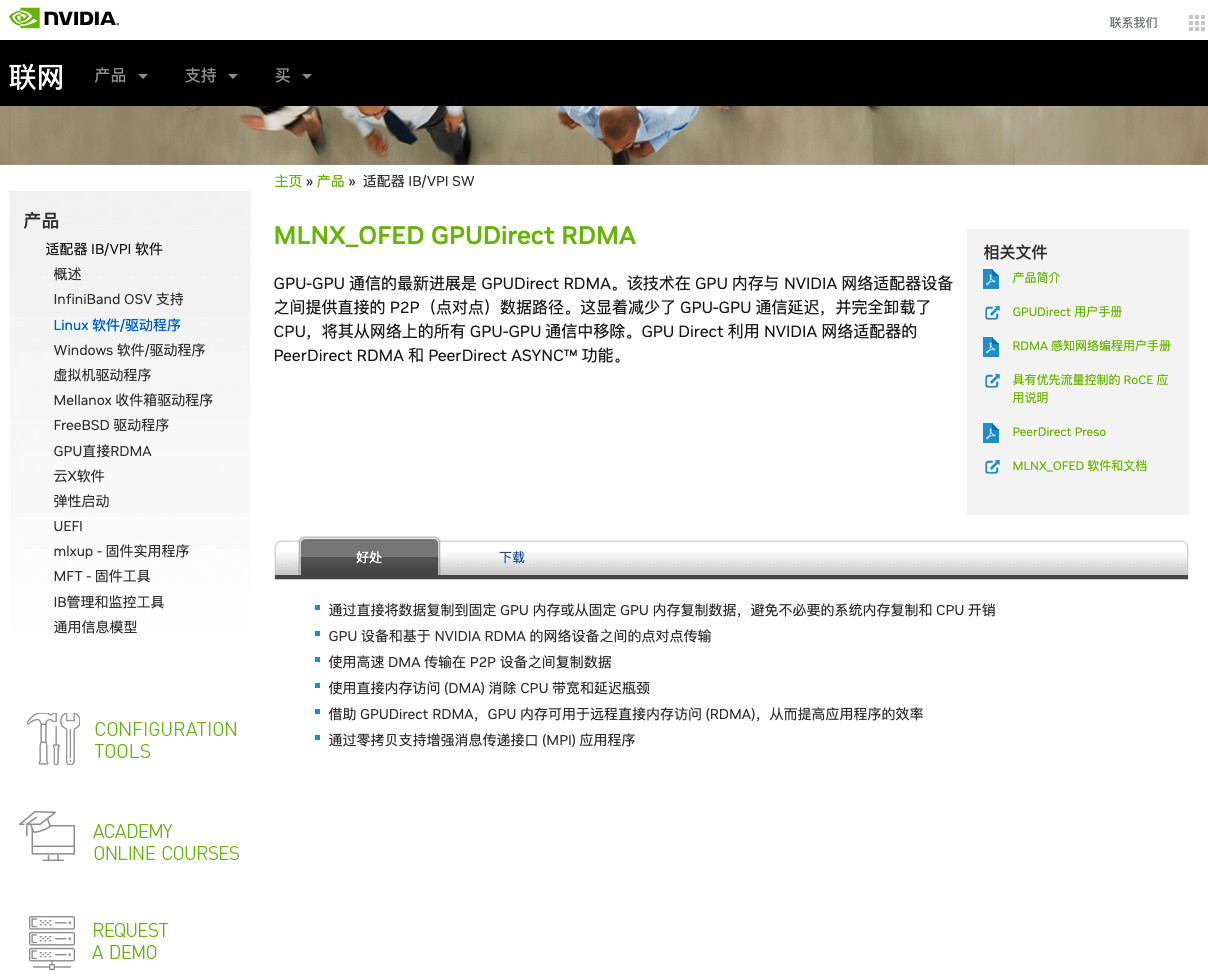 NVIDIA.
联系我们
联网 产品 支持 买
主页 » 产品 » 适配器 IB/VPI SW
产品
适配器 IB/VPI 软件
概述
InfiniBand OSV 支持
Linux 软件/驱动程序
Windows 软件/驱动程序
虚拟机驱动程序
Mellanox 收件箱驱动程序
FreeBSD 驱动程序
GPU直接RDMA
云X软件
弹性启动
UEFI
mlxup - 固件实用程序
MFT - 固件工具
IB管理和监控工具
通用信息模型
CONFIGURATION
TOOLS
ACADEMY
ONLINE COURSES
REQUEST
A DEMO
MLNX_OFED GPUDirect RDMA
GPU-GPU 通信的最新进展是 GPUDirect RDMA。该技术在 GPU 内存与 NVIDIA 网络适配器设备
之间提供直接的 P2P（点对点）数据路径。这显着减少了 GPU-GPU 通信延迟，并完全卸载了
CPU，将其从网络上的所有 GPU-GPU 通信中移除。GPU Direct 利用 NVIDIA 网络适配器的
PeerDirect RDMA 和 PeerDirect ASYNC™ 功能。
相关文件
产品简介
GPUDirect 用户手册
RDMA 感知网络编程用户手册
具有优先流量控制的 RoCE 应
用说明
PeerDirect Preso
MLNX_OFED 软件和文档
好处 下载
通过直接将数据复制到固定 GPU 内存或从固定 GPU 内存复制数据，避免不必要的系统内存复制和 CPU 开销
GPU 设备和基于 NVIDIA RDMA 的网络设备之间的点对点传输
使用高速 DMA 传输在 P2P 设备之间复制数据
使用直接内存访问 (DMA) 消除 CPU 带宽和延迟瓶颈
借助 GPUDirect RDMA，GPU 内存可用于远程直接内存访问 (RDMA)，从而提高应用程序的效率
通过零拷贝支持增强消息传递接口 (MPI) 应用程序